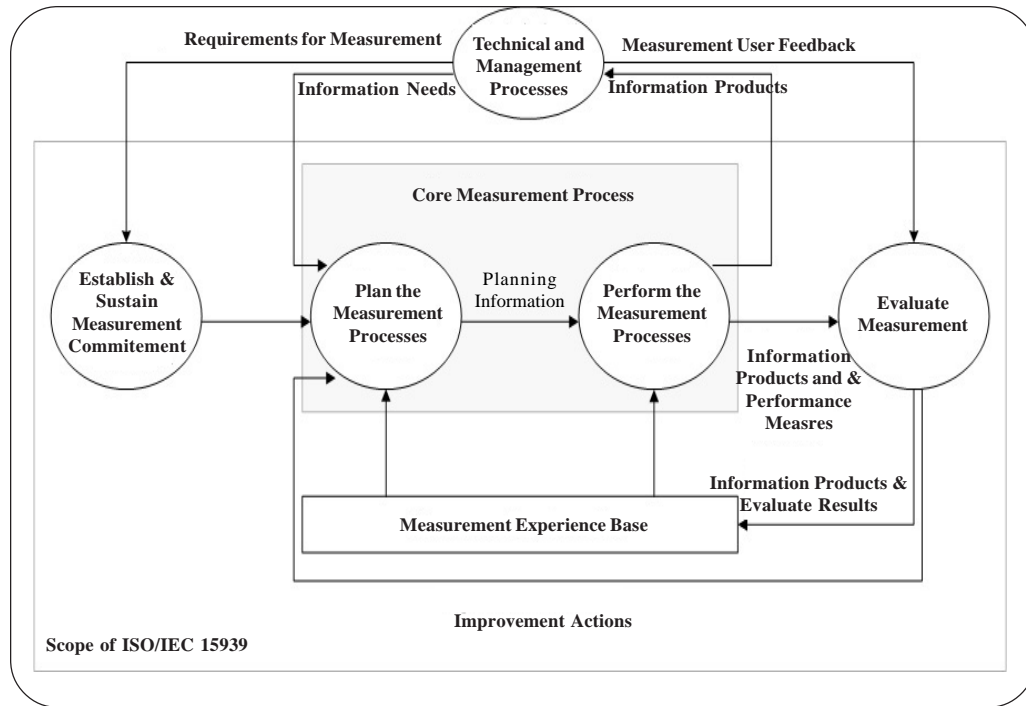 Requirements for Measurement
Technical and
Management
Processes
Measurement User Feedback
Information Needs
Information Products
Core Measurement Process
Establish &
Sustain
Measurement
Commitement
Plan the
Measurement
Processes
Planning
Information
Perform the
Measurement
Processes
Evaluate
Measurement
Information
Products and &
Performance
Measres
Information Products &
Evaluate Results
Measurement Experience Base
Improvement Actions
Scope of ISO/IEC 15939